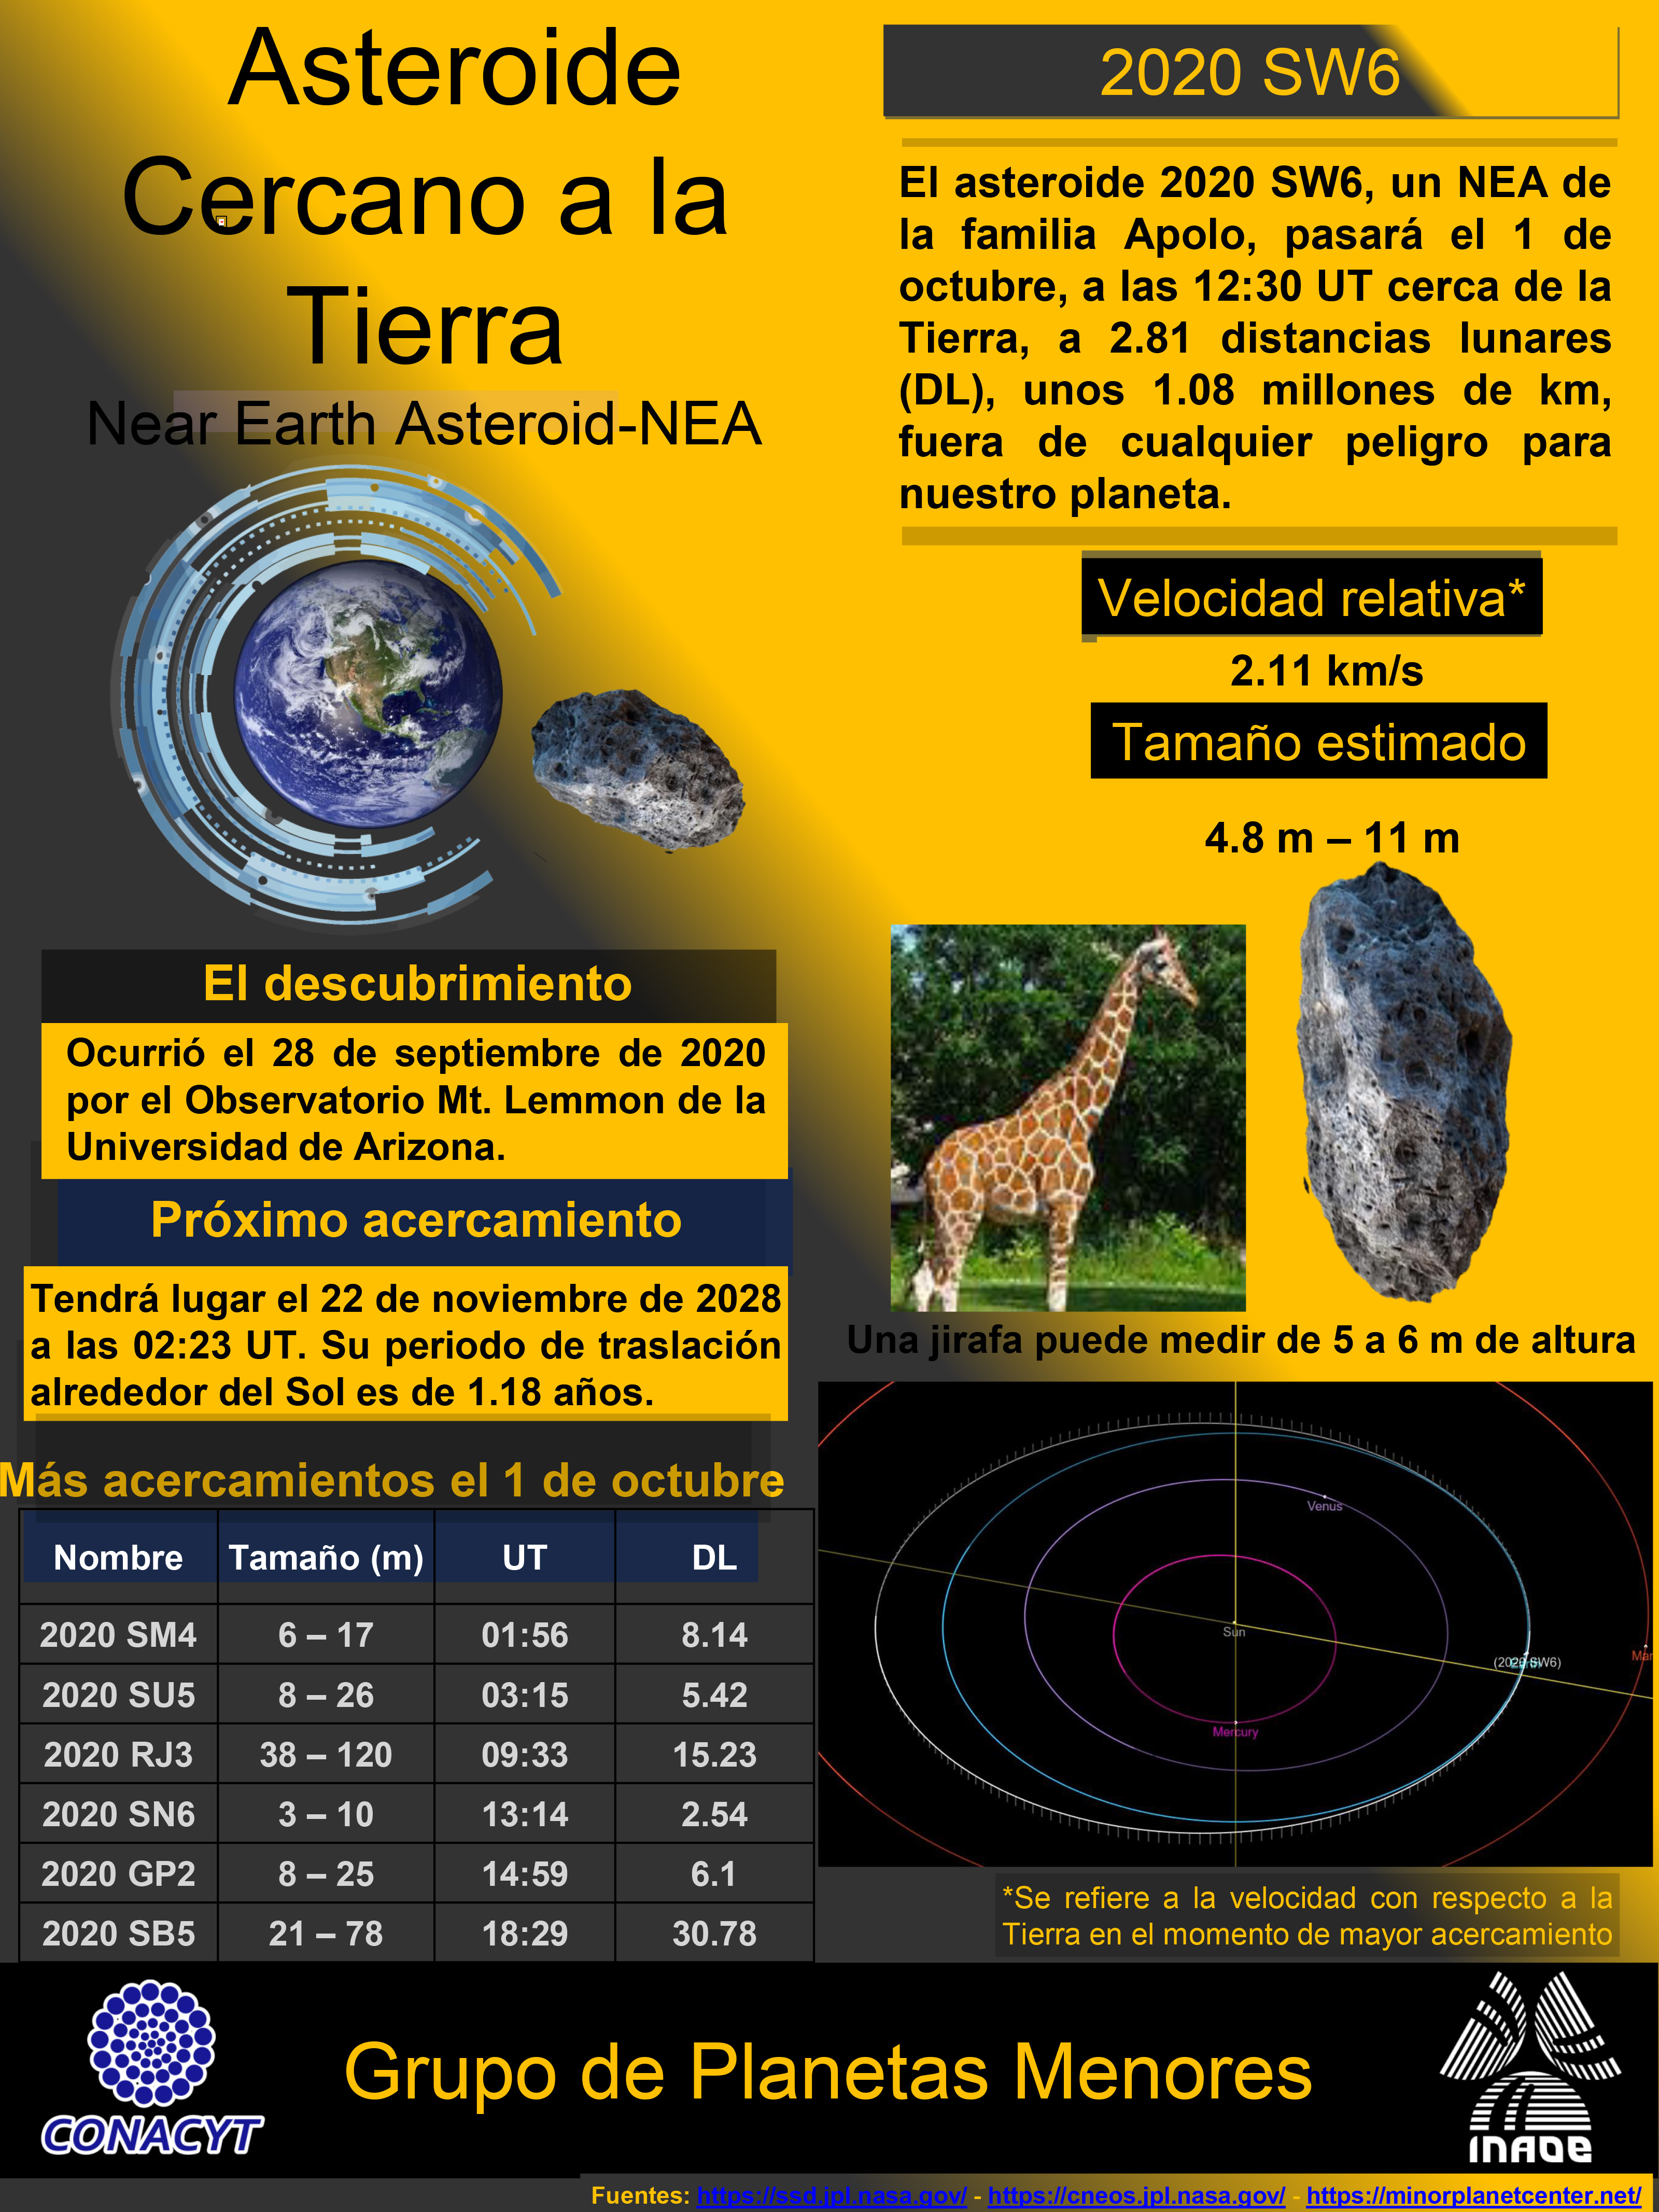 Asteroide
Cercano a la
Tierra
Near Earth Asteroid-NEA
2020 SW6
El asteroide 2020 SW6, un NEA de
la familia Apolo, pasará el 1 de
octubre, a las 12:30 UT cerca de la
Tierra, a 2.81 distancias lunares
(DL), unos 1.08 millones de km,
fuera de cualquier peligro para
nuestro planeta.
Velocidad relativa*
2.11 km/s
Tamaño estimado
4.8 m – 11 m
Una jirafa puede medir de 5 a 6 m de altura
El descubrimiento
Ocurrió el 28 de septiembre de 2020
por el Observatorio Mt. Lemmon de la
Universidad de Arizona.
Próximo acercamiento
Tendrá lugar el 22 de noviembre de 2028
a las 02:23 UT. Su periodo de traslación
alrededor del Sol es de 1.18 años.
Más acercamientos el 1 de octubre
Nombre Tamaño (m) UT DL
2020 SM4 6 – 17 01:56 8.14
2020 SU5 8 – 26 03:15 5.42
2020 RJ3 38 – 120 09:33 15.23
2020 SN6 3 – 10 13:14 2.54
2020 GP2 8 – 25 14:59 6.1
2020 SB5 21 – 78 18:29 30.78
Venus
Sun
(2020 SW6)
Earth
Mar
Mercury
*Se refiere a la velocidad con respecto a la
Tierra en el momento de mayor acercamiento
CONACYT
Grupo de Planetas Menores
INAOE
Fuentes: https://ssd.jpl.nasa.gov/ - https://cneos.jpl.nasa.gov/ - https://minorplanetcenter.net/